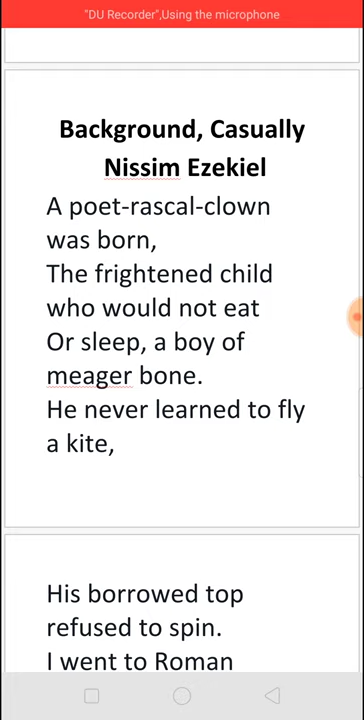 "DU Recorder",Using the microphone
Background, Casually
Nissim Ezekiel
A poet-rascal-clown
was born,
The frightened child
who would not eat
Or sleep, a boy of
meager bone.
He never learned to fly
a kite,
His borrowed top
refused to spin.
I went to Roman